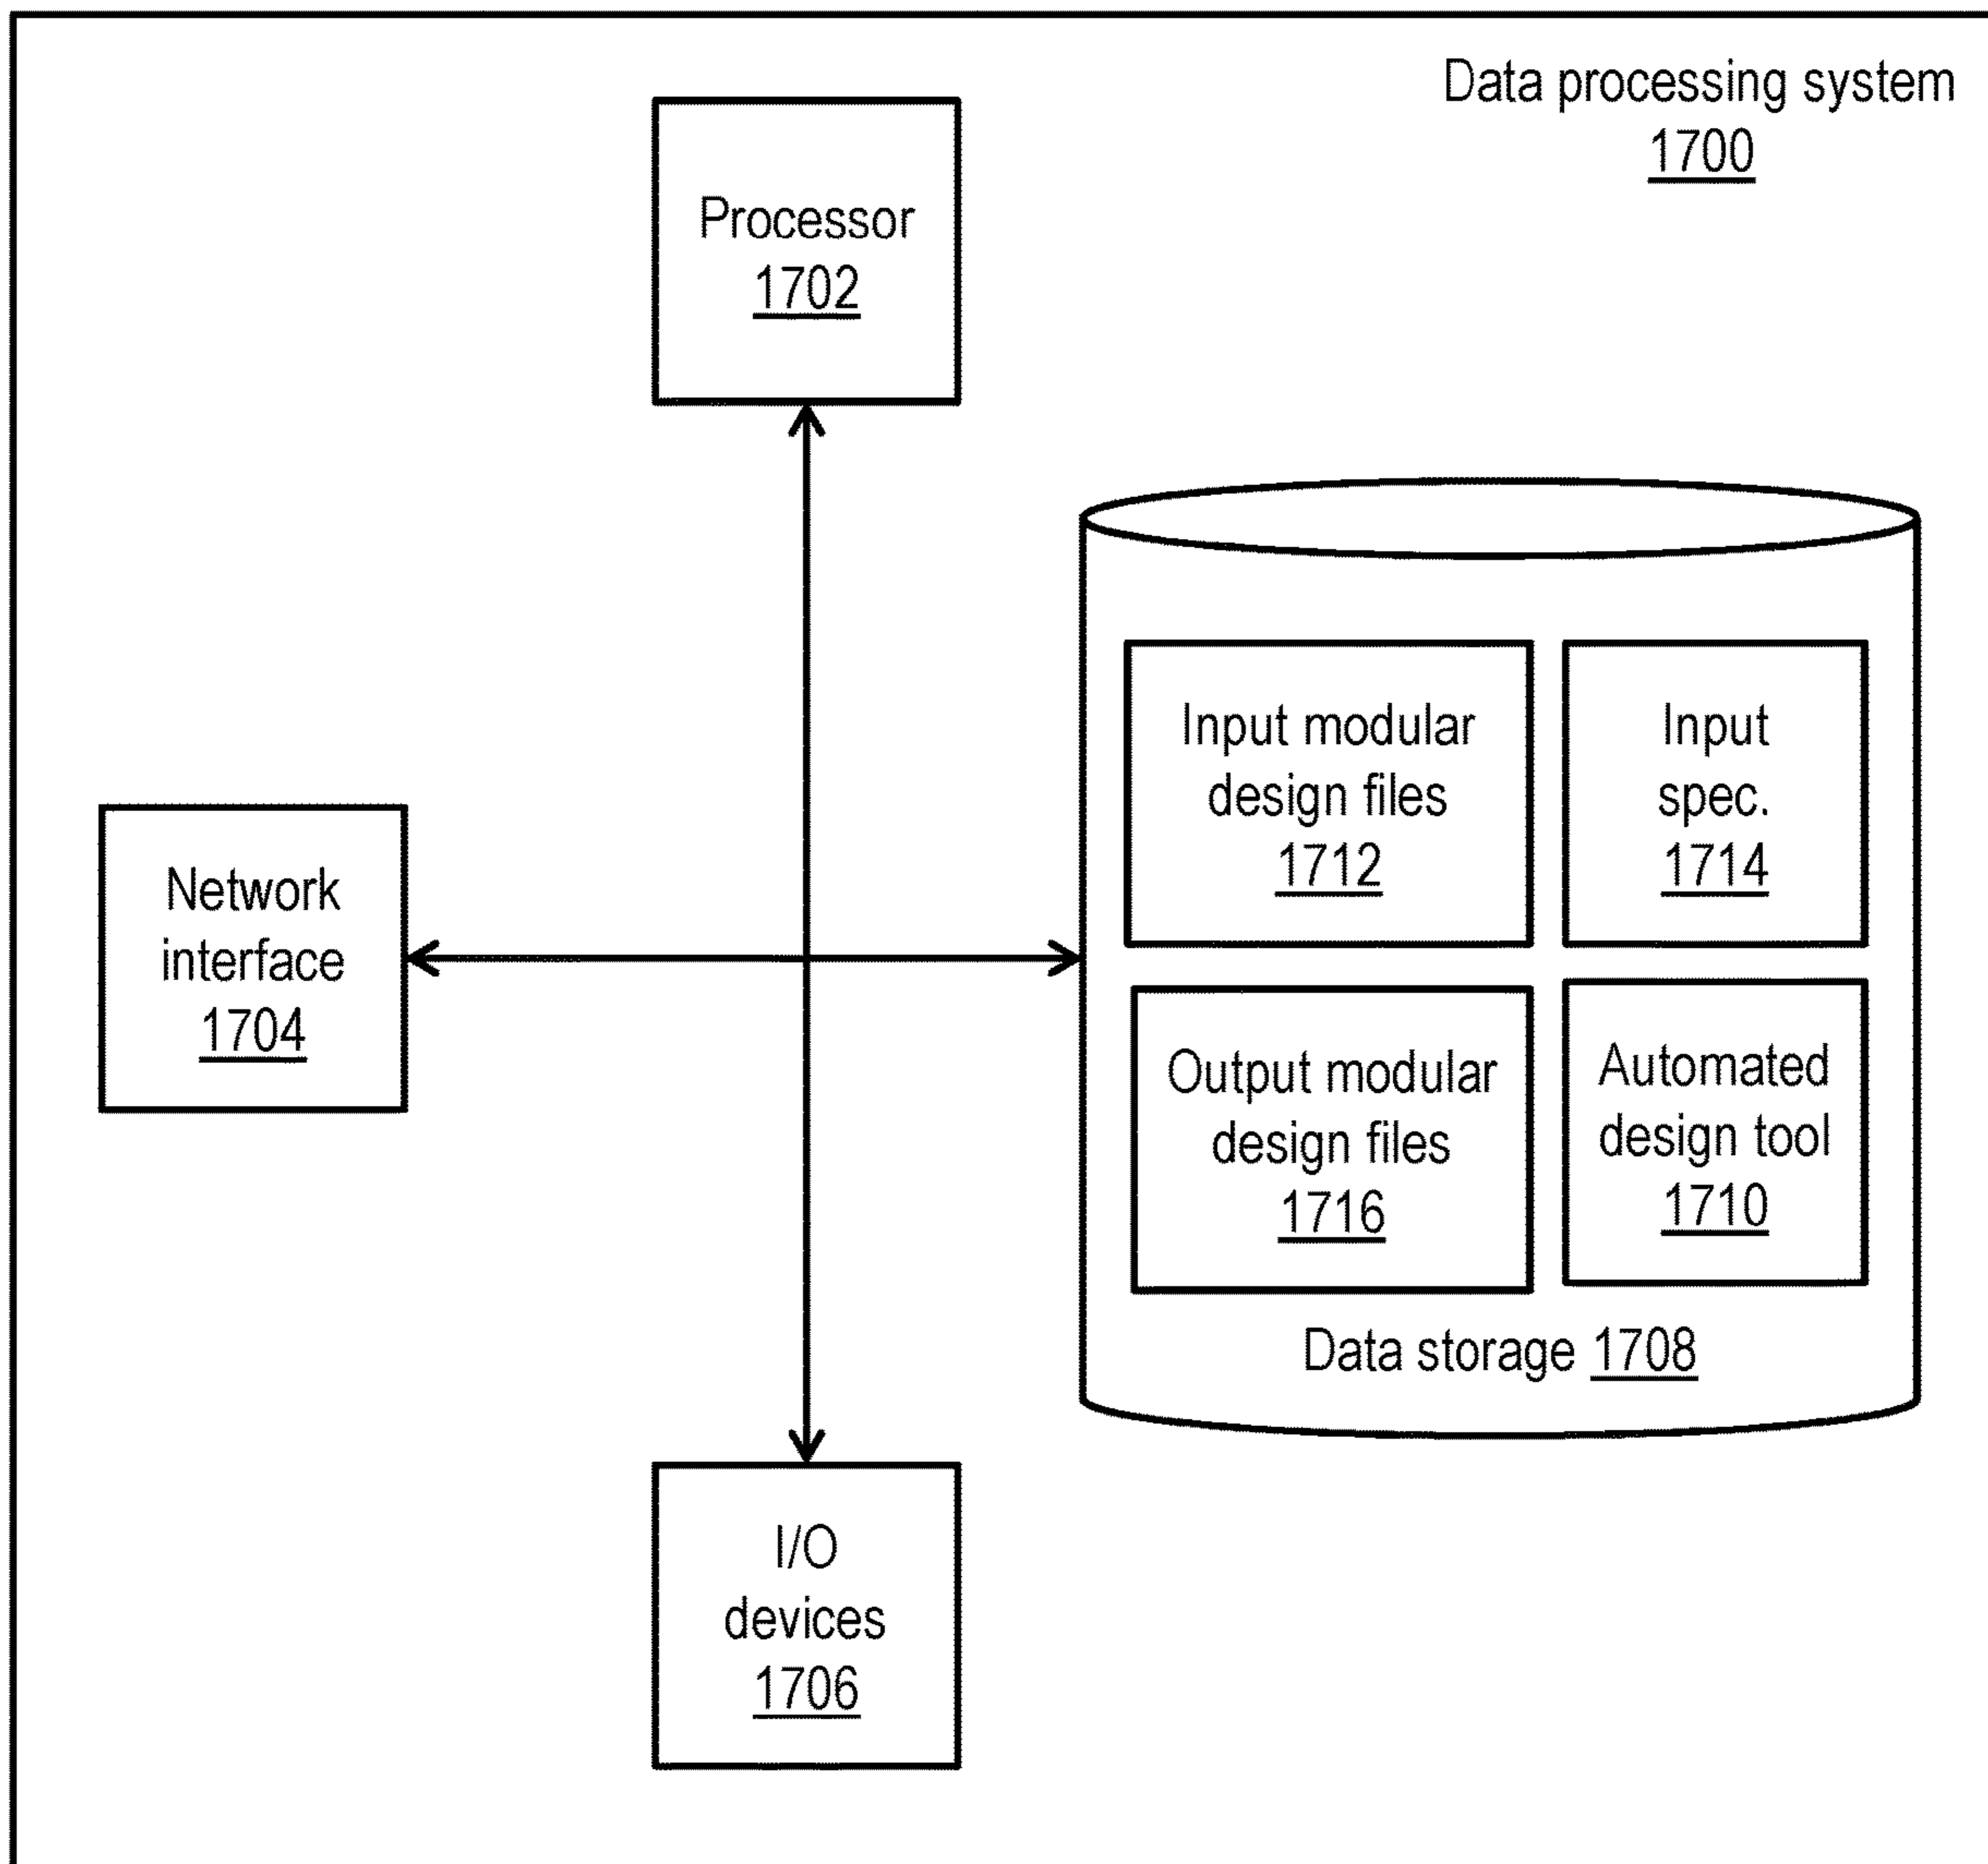 Data processing system
1700
Processor
1702
Network
interface
1704
Input modular
design files
1712
Input
spec.
1714
Output modular
design files
1716
Automated
design tool
1710
Data storage 1708
I/O
devices
1706